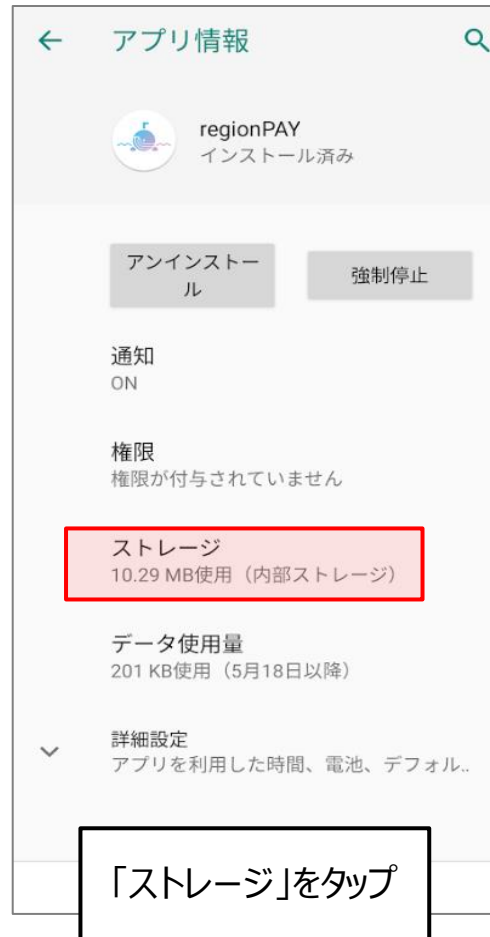 アプリ情報
regionPAY
インストール済み
アンインストー
ル
強制停止
通知
ON
権限
権限が付与されていません
ストレージ
10.29 MB使用（内部ストレージ）
データ使用量
201 KB使用（5月18日以降）
詳細設定
アプリを利用した時間、電池、デフォル..
「ストレージ」をタップ